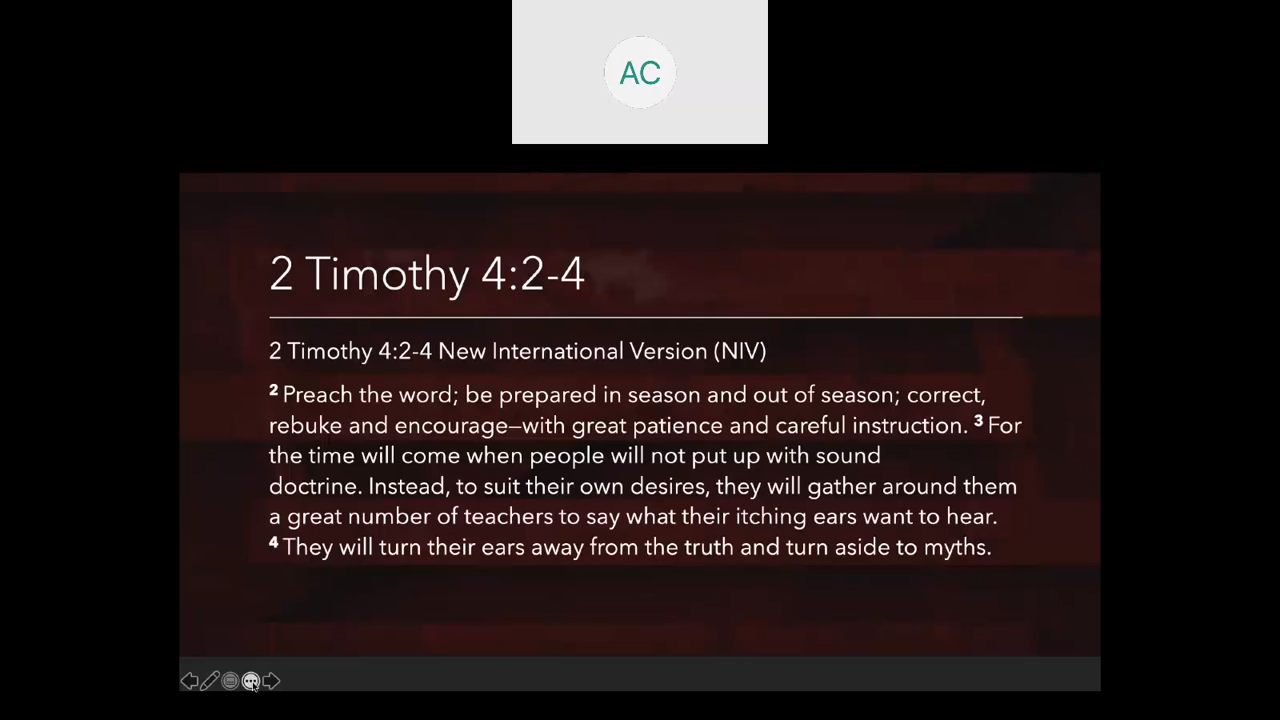 AC
2 Timothy 4:2-4
2 Timothy 4:2-4 New International Version (NIV)
2 Preach the word; be prepared in season and out of season; correct,
rebuke and encourage—with great patience and careful instruction. 3 For
the time will come when people will not put up with sound
doctrine. Instead, to suit their own desires, they will gather around them
a great number of teachers to say what their itching ears want to hear.
4 They will turn their ears away from the truth and turn aside to myths.